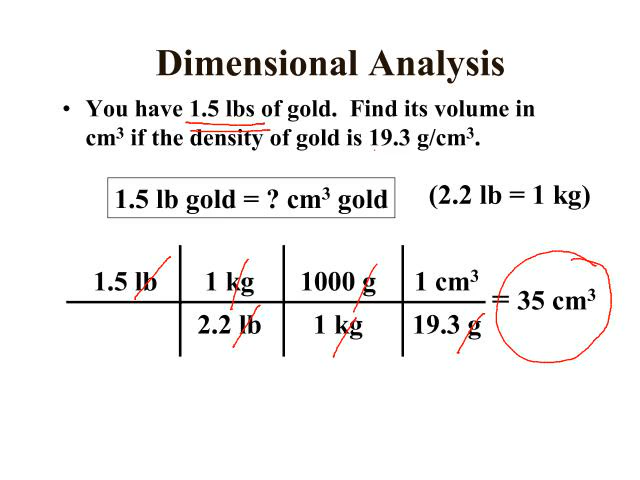 Dimensional Analysis
• You have 1.5 lbs of gold. Find its volume in
cm³ if the density of gold is 19.3 g/cm³.
1.5 lb gold = ? cm³ gold (2.2 lb = 1 kg)
1.5 lb 1 kg 1000 g 1 cm³
= 35 cm³
2.2 lb 1 kg 19.3 g